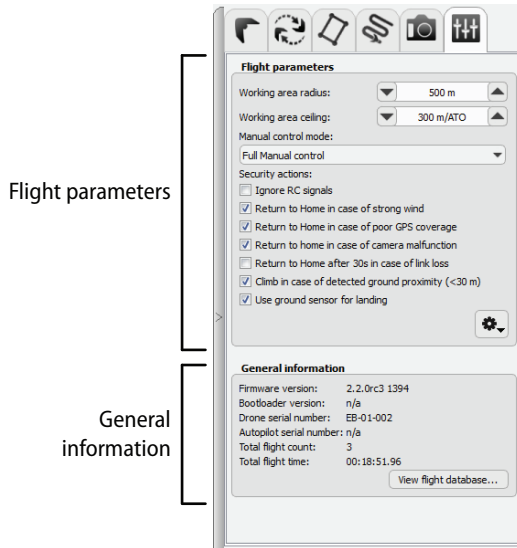 Flight parameters
Flight parameters
Working area radius: 500 m
Working area ceiling: 300 m/ATO
Manual control mode:
Full Manual control
Security actions:
Ignore RC signals
Return to Home in case of strong wind
Return to Home in case of poor GPS coverage
Return to home in case of camera malfunction
Return to Home after 30s in case of link loss
Climb in case of detected ground proximity (<30 m)
Use ground sensor for landing
>
General
information
General information
Firmware version: 2.2.0rc3 1394
Bootloader version: n/a
Drone serial number: EB-01-002
Autopilot serial number: n/a
Total flight count: 3
Total flight time: 00:18:51.96
View flight database...